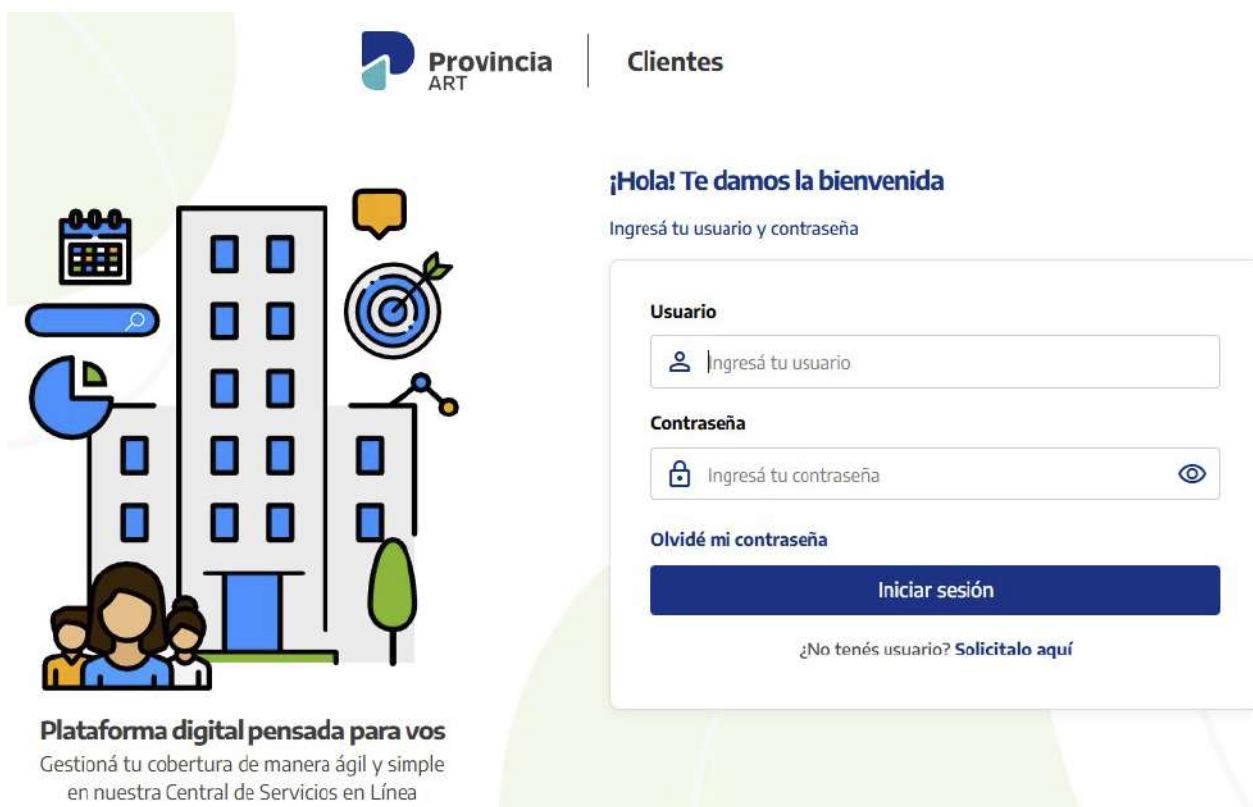 Provincia
ART
Clientes
¡Hola! Te damos la bienvenida
Ingresá tu usuario y contraseña
Usuario
Ingresá tu usuario
Contraseña
Ingresá tu contraseña
Olvidé mi contraseña
Iniciar sesión
¿No tenés usuario? Solicitalo aquí
Plataforma digital pensada para vos
Gestioná tu cobertura de manera ágil y simple
en nuestra Central de Servicios en Línea